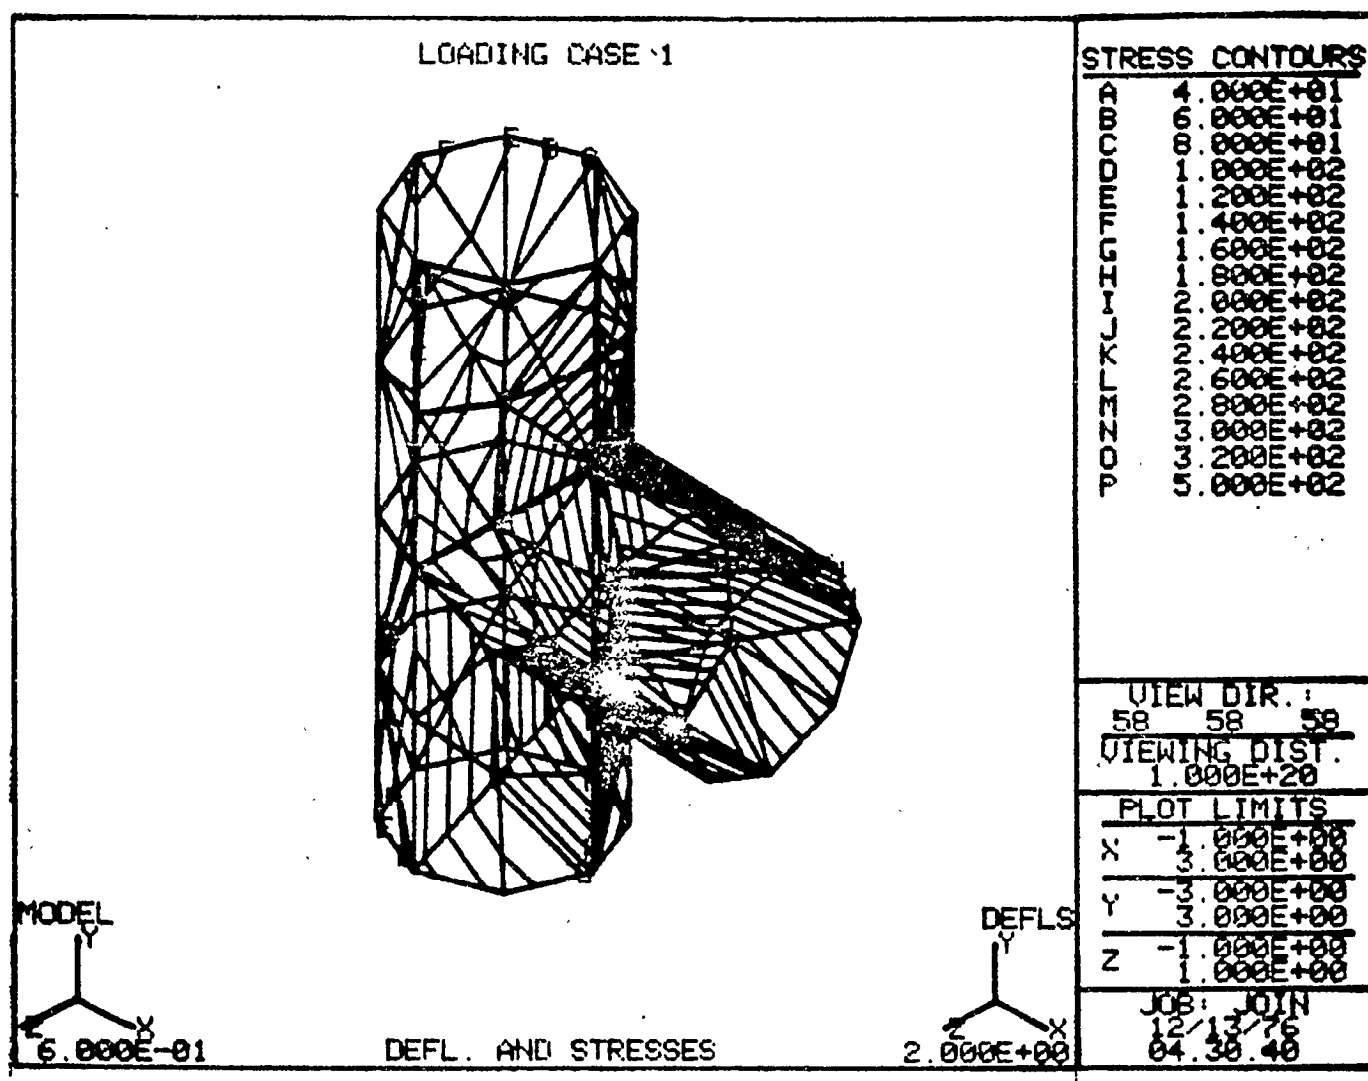 LOADING CASE 1
STRESS CONTOURS
A 4.000E+01
B 6.000E+01
C 8.000E+01
D 1.000E+02
E 1.200E+02
F 1.400E+02
G 1.600E+02
H 1.800E+02
I 2.000E+02
J 2.200E+02
K 2.400E+02
L 2.600E+02
M 2.800E+02
N 3.000E+02
O 3.200E+02
P 5.000E+02
VIEW DIR. :
58 58 58
VIEWING DIST.
1.000E+20
PLOT LIMITS
X -1.000E+00
3.000E+00
Y -3.000E+00
3.000E+00
Z -1.000E+00
1.000E+00
JOB: JOIN
12/13/76
04.30.40
MODEL
Y
Z X
6.000E-01
DEFL. AND STRESSES
DEFLS
Y
Z X
2.000E+00